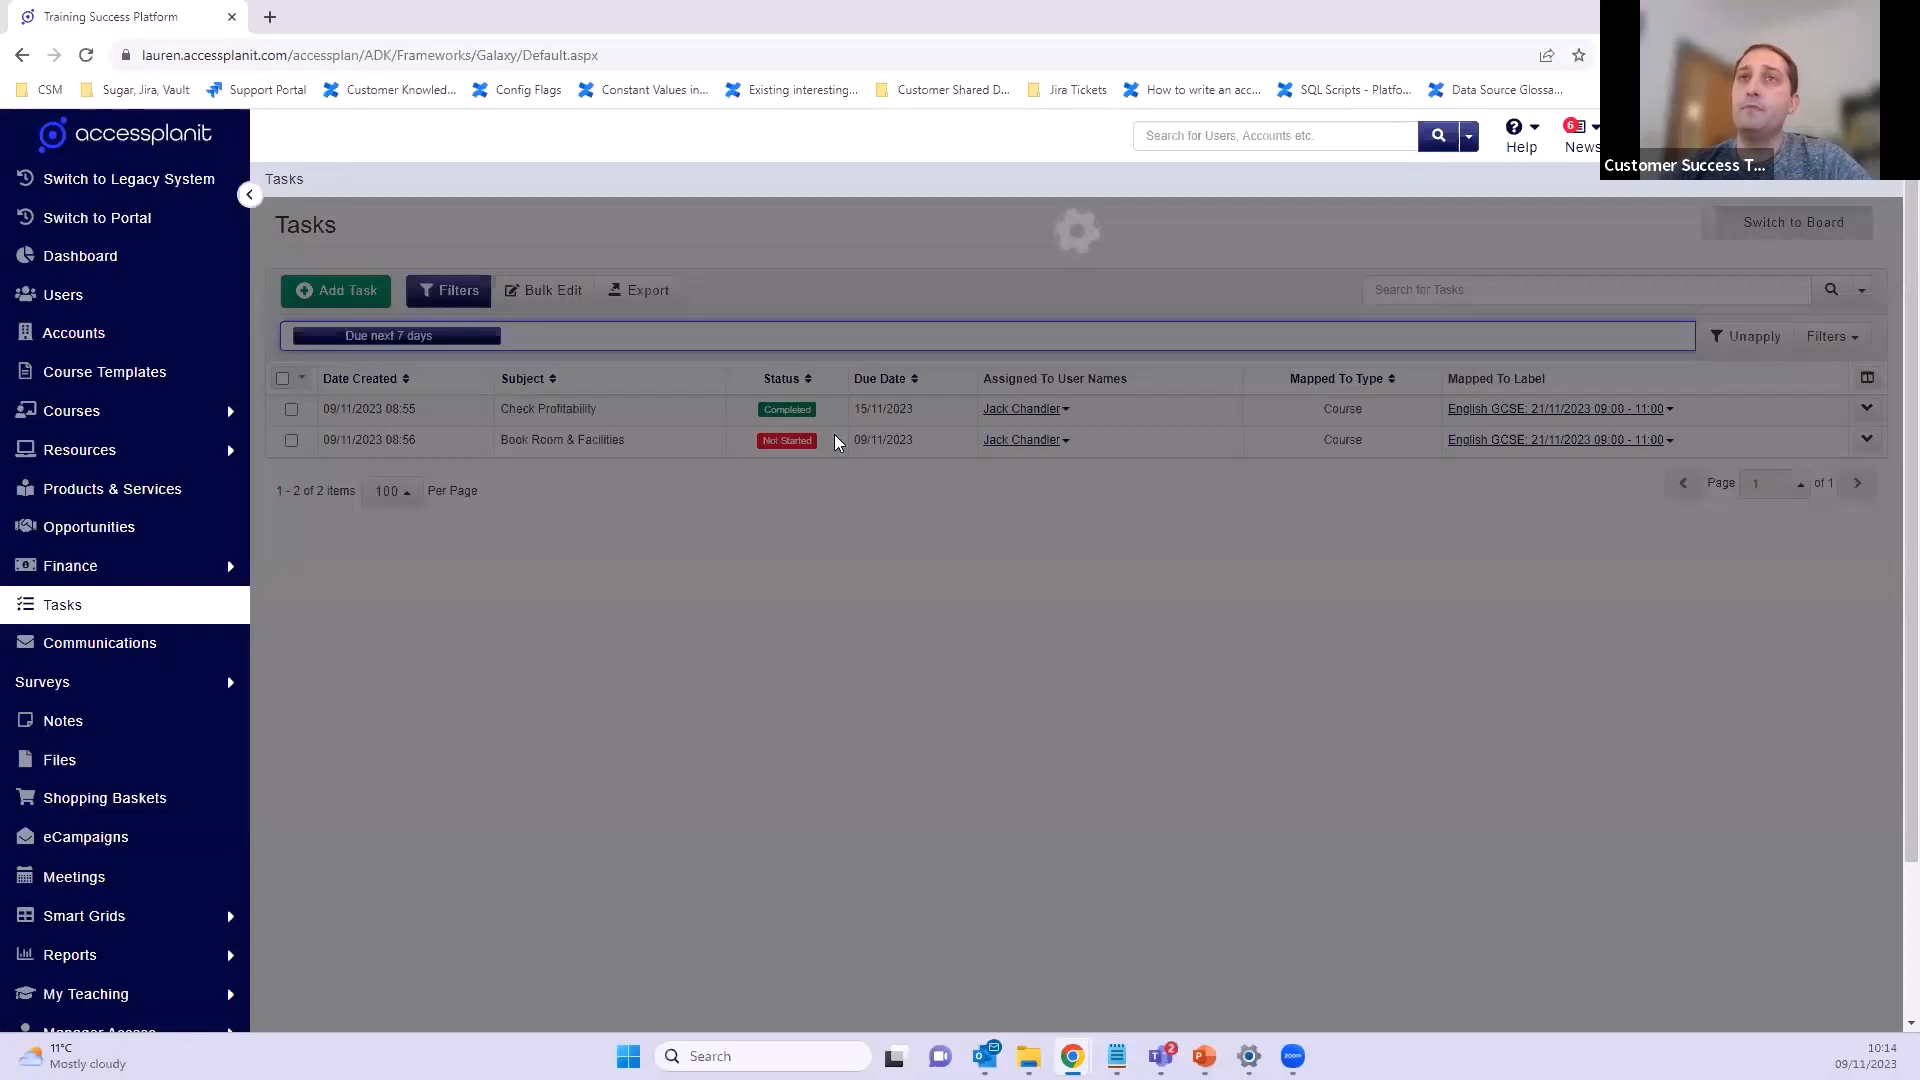 Training Success Platform
lauren.accessplanit.com/accessplan/ADK/Frameworks/Galaxy/Default.aspx
CSM
Sugar, Jira, Vault
Support Portal
Customer Knowled...
Config Flags
Constant Values in...
Existing interesting...
Customer Shared D...
Jira Tickets
How to write an acc...
SQL Scripts - Platfo...
Data Source Glossa...
Customer Success T...
accessplanit
Search for Users, Accounts etc.
Help
6
News
Switch to Legacy System
Switch to Portal
Dashboard
Users
Accounts
Course Templates
Courses
Resources
Products & Services
Opportunities
Finance
Tasks
Communications
Surveys
Notes
Files
Shopping Baskets
eCampaigns
Meetings
Smart Grids
Reports
My Teaching
Manager Access
Tasks
Tasks
Switch to Board
Add Task
Filters
Bulk Edit
Export
Search for Tasks
Due next 7 days
Unapply
Filters
Date Created Subject Status Due Date Assigned To User Names Mapped To Type Mapped To Label
09/11/2023 08:55 Check Profitability Completed 15/11/2023 Jack Chandler Course English GCSE: 21/11/2023 09:00 - 11:00
09/11/2023 08:56 Book Room & Facilities Not Started 09/11/2023 Jack Chandler Course English GCSE: 21/11/2023 09:00 - 11:00
1 - 2 of 2 items 100 Per Page
Page 1 of 1
11°C
Mostly cloudy
Search
2
zoom
10:14
09/11/2023